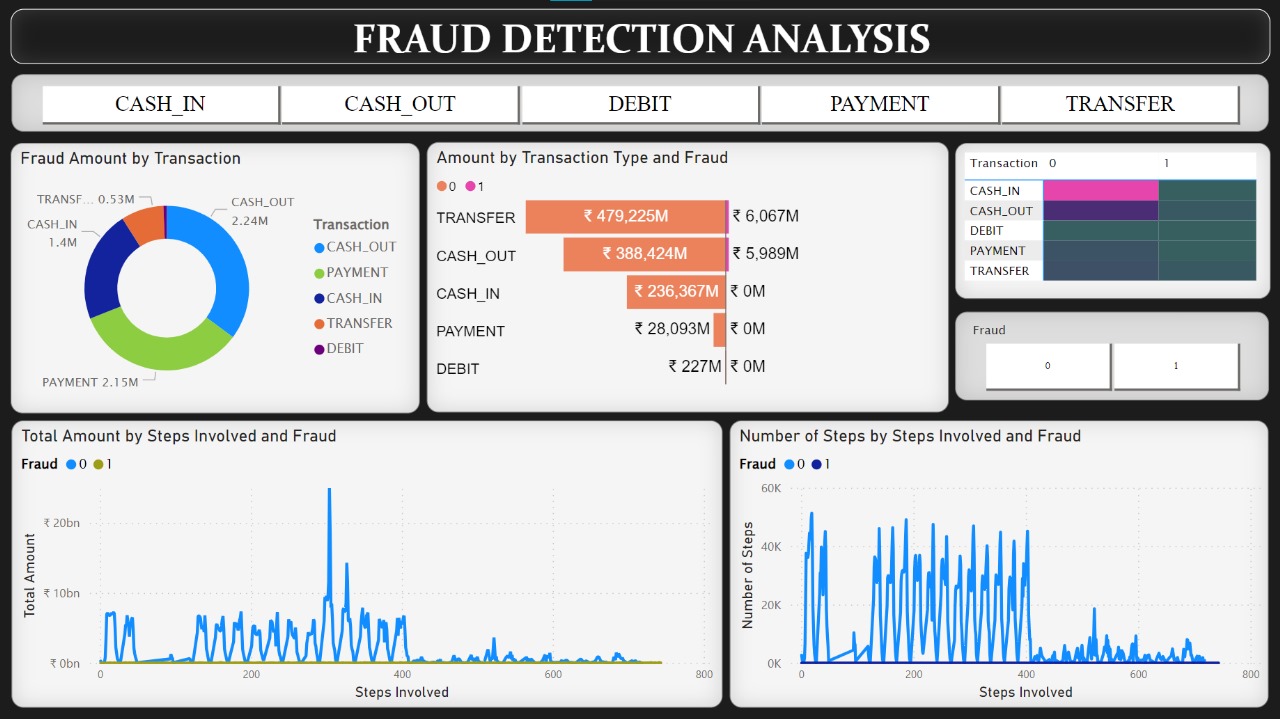 FRAUD DETECTION ANALYSIS
CASH_IN CASH_OUT DEBIT PAYMENT TRANSFER
Fraud Amount by Transaction
TRANSF... 0.53M
CASH_OUT
2.24M
CASH_IN
1.4M
PAYMENT 2.15M
Transaction
CASH_OUT
PAYMENT
CASH_IN
TRANSFER
DEBIT
Amount by Transaction Type and Fraud
0 1
TRANSFER ₹ 479,225M ₹ 6,067M
CASH_OUT ₹ 388,424M ₹ 5,989M
CASH_IN ₹ 236,367M ₹ 0M
PAYMENT ₹ 28,093M ₹ 0M
DEBIT ₹ 227M ₹ 0M
Transaction 0 1
CASH_IN
CASH_OUT
DEBIT
PAYMENT
TRANSFER
Fraud
0 1
Total Amount by Steps Involved and Fraud
Fraud 0 1
Total Amount
₹ 20bn
₹ 10bn
₹ 0bn
0 200 400 600 800
Steps Involved
Number of Steps by Steps Involved and Fraud
Fraud 0 1
Number of Steps
60K
40K
20K
0K
0 200 400 600 800
Steps Involved